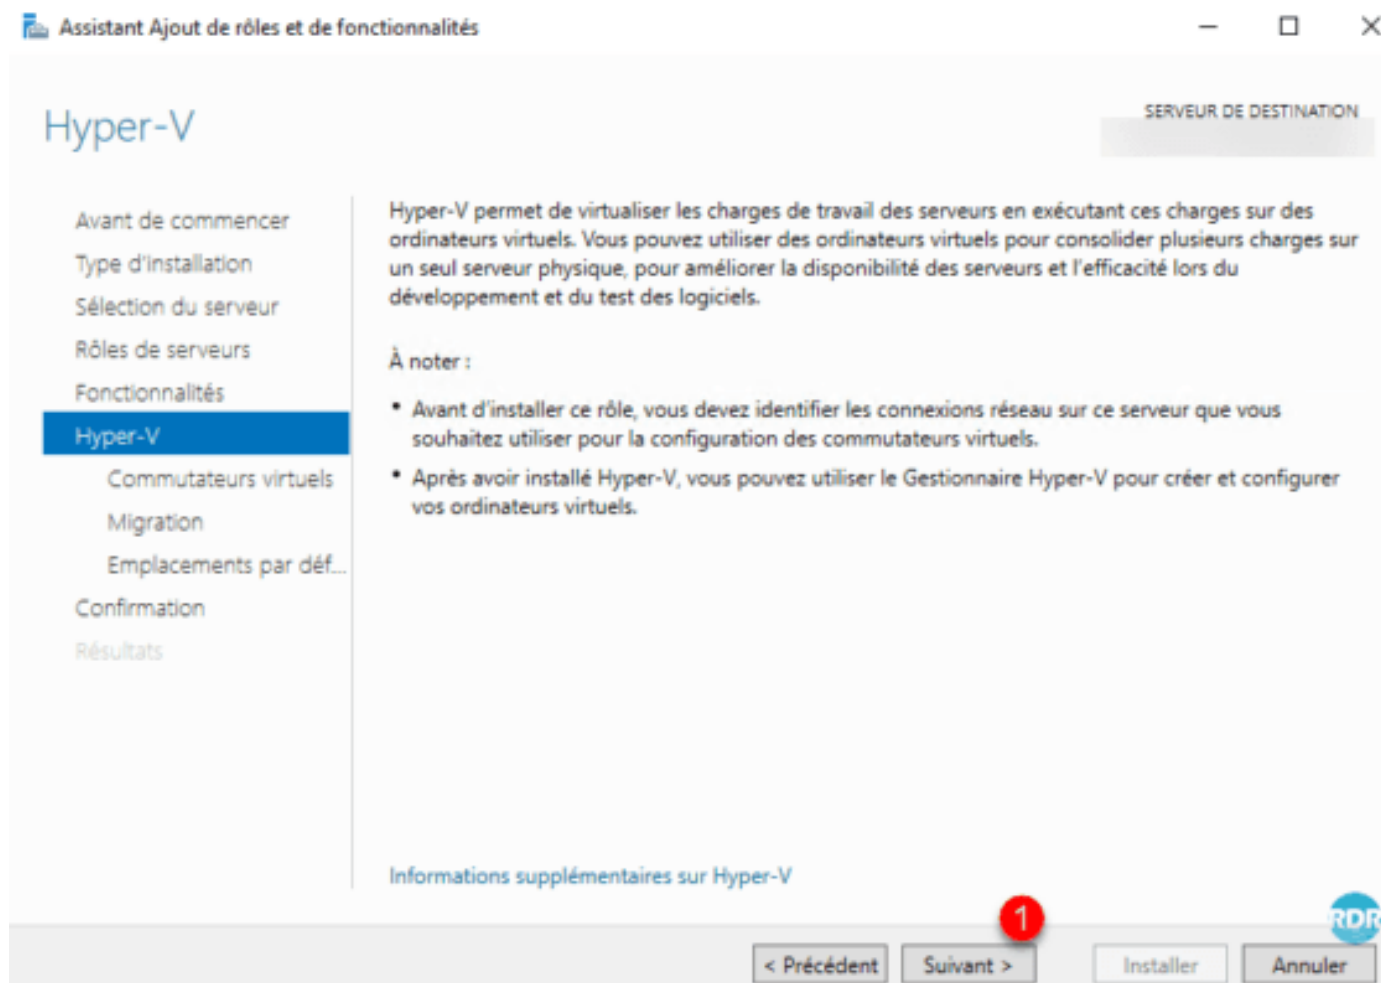 Assistant Ajout de rôles et de fonctionnalités
Hyper-V
SERVEUR DE DESTINATION
Avant de commencer
Type d'installation
Sélection du serveur
Rôles de serveurs
Fonctionnalités
Hyper-V
Commutateurs virtuels
Migration
Emplacements par déf...
Confirmation
Résultats
Hyper-V permet de virtualiser les charges de travail des serveurs en exécutant ces charges sur des
ordinateurs virtuels. Vous pouvez utiliser des ordinateurs virtuels pour consolider plusieurs charges sur
un seul serveur physique, pour améliorer la disponibilité des serveurs et l'efficacité lors du
développement et du test des logiciels.
À noter :
• Avant d'installer ce rôle, vous devez identifier les connexions réseau sur ce serveur que vous
souhaitez utiliser pour la configuration des commutateurs virtuels.
• Après avoir installé Hyper-V, vous pouvez utiliser le Gestionnaire Hyper-V pour créer et configurer
vos ordinateurs virtuels.
Informations supplémentaires sur Hyper-V
1
RDR
< Précédent
Suivant >
Installer
Annuler